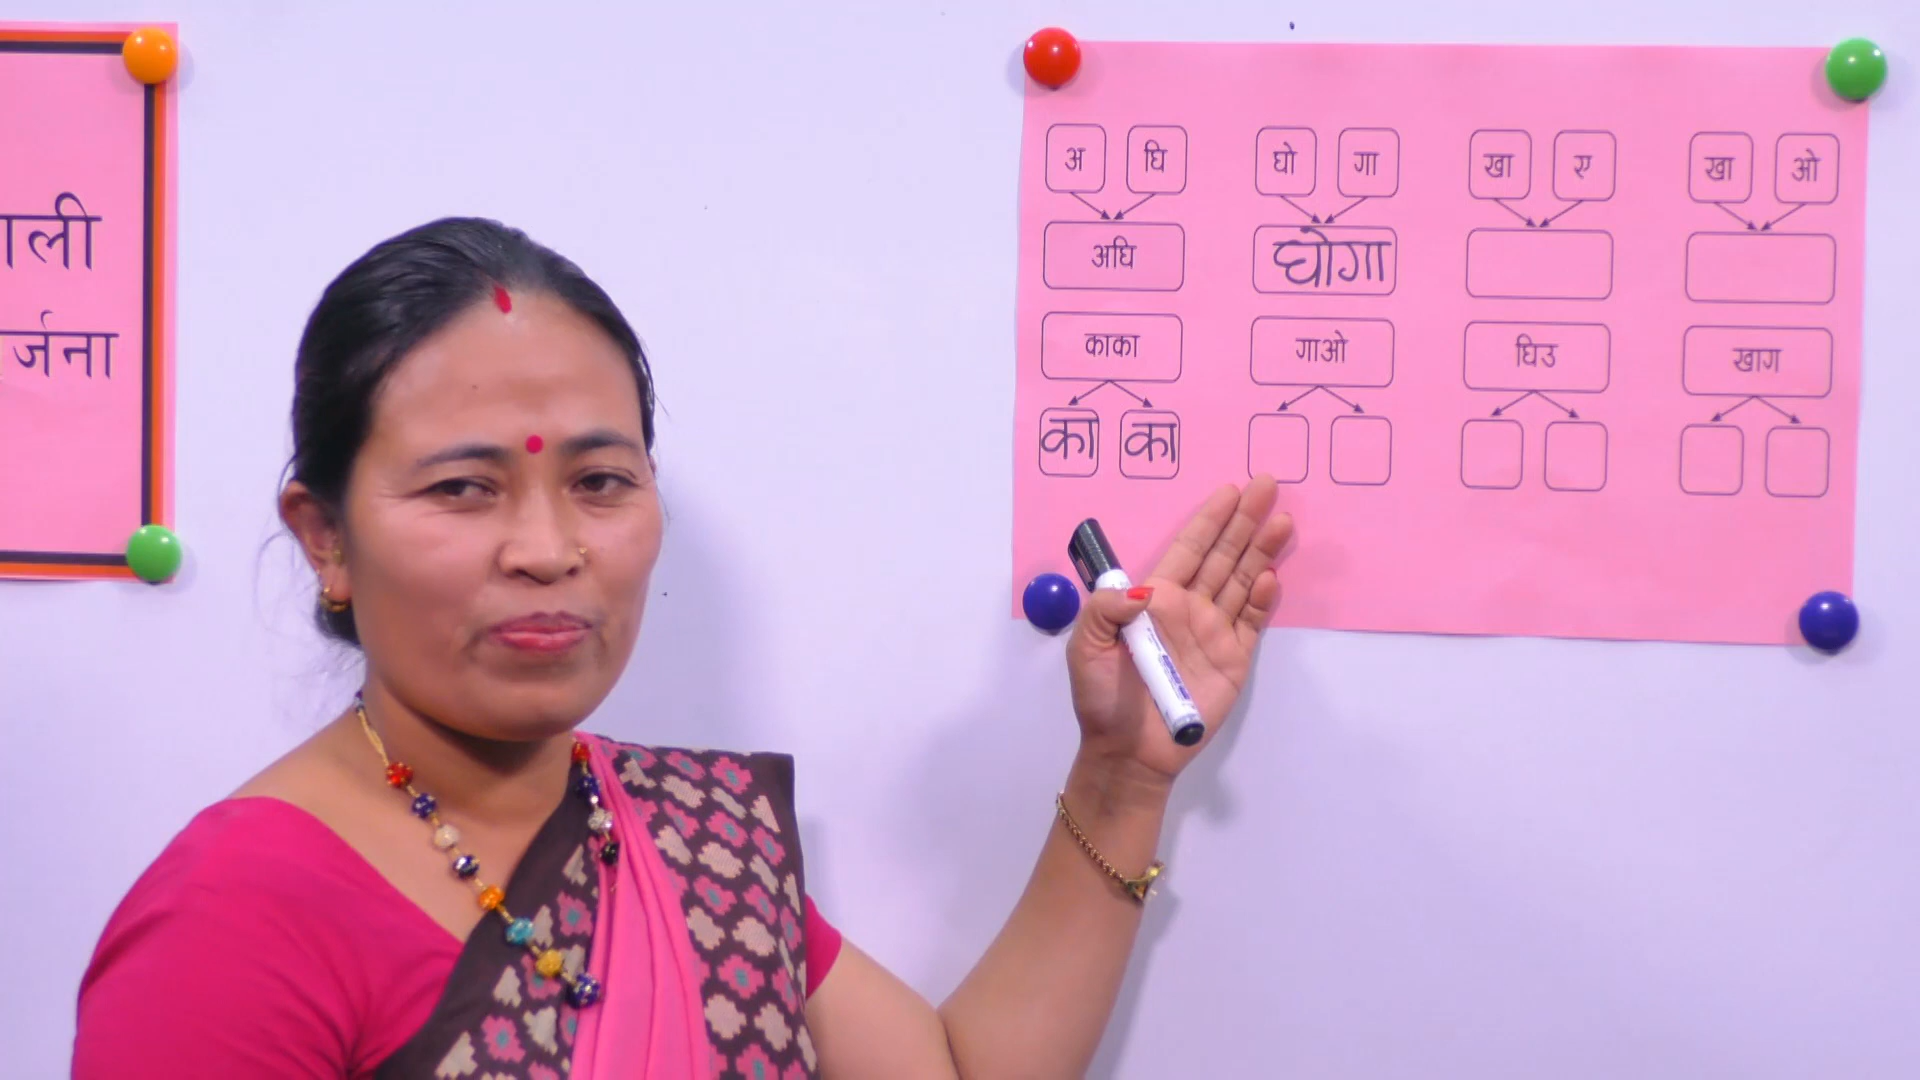 ाली
र्जना
अ घि घो गा खा ए खा ओ
अघि घोगा
काका गाओ घिउ खाग
का का